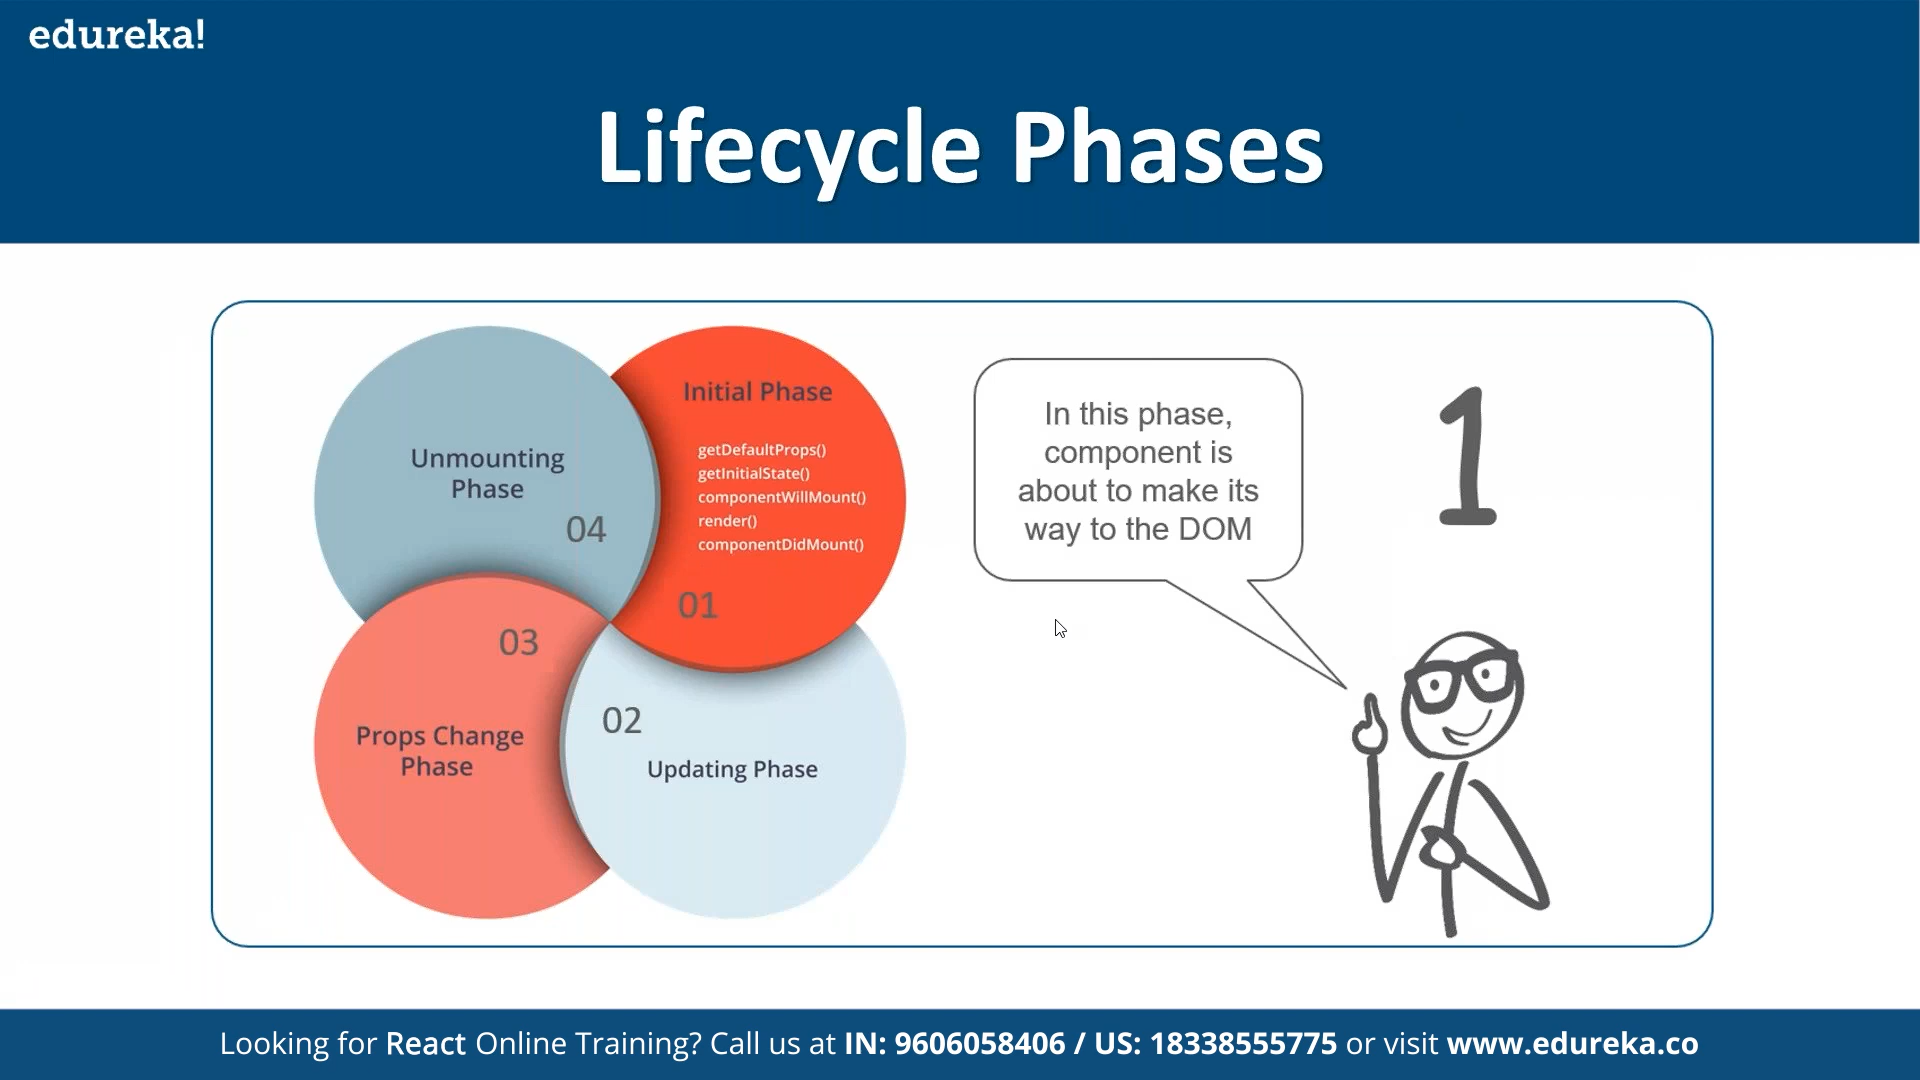 edureka!
Lifecycle Phases
Initial Phase
getDefaultProps()
getInitialState()
componentWillMount()
render()
componentDidMount()
01
Unmounting
Phase
04
03
Props Change
Phase
02
Updating Phase
In this phase,
component is
about to make its
way to the DOM
1
Looking for React Online Training? Call us at IN: 9606058406 / US: 18338555775 or visit www.edureka.co